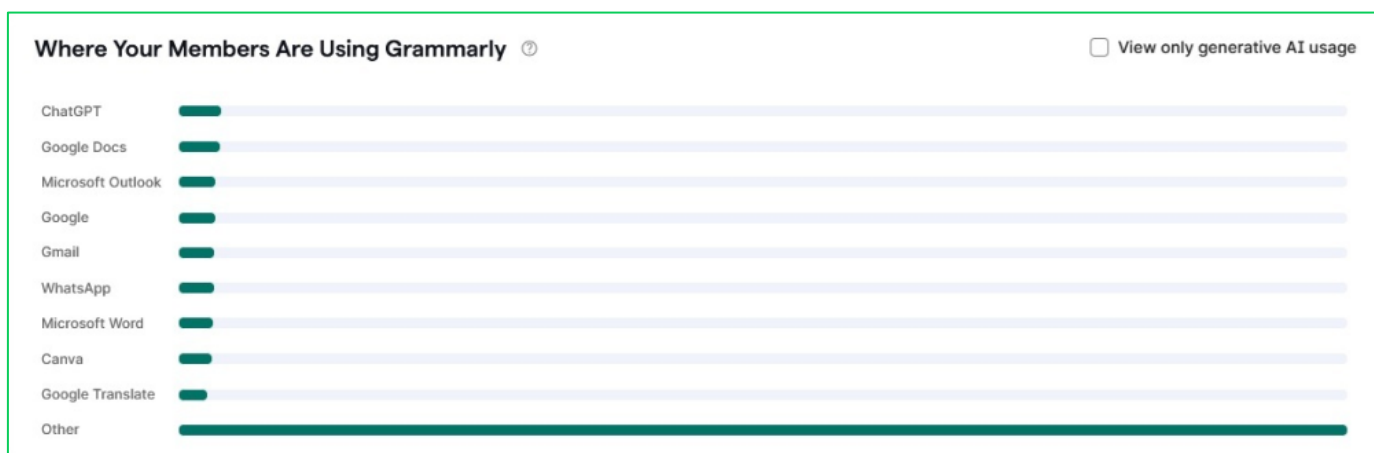 Where Your Members Are Using Grammarly ?
View only generative AI usage
ChatGPT
Google Docs
Microsoft Outlook
Google
Gmail
WhatsApp
Microsoft Word
Canva
Google Translate
Other